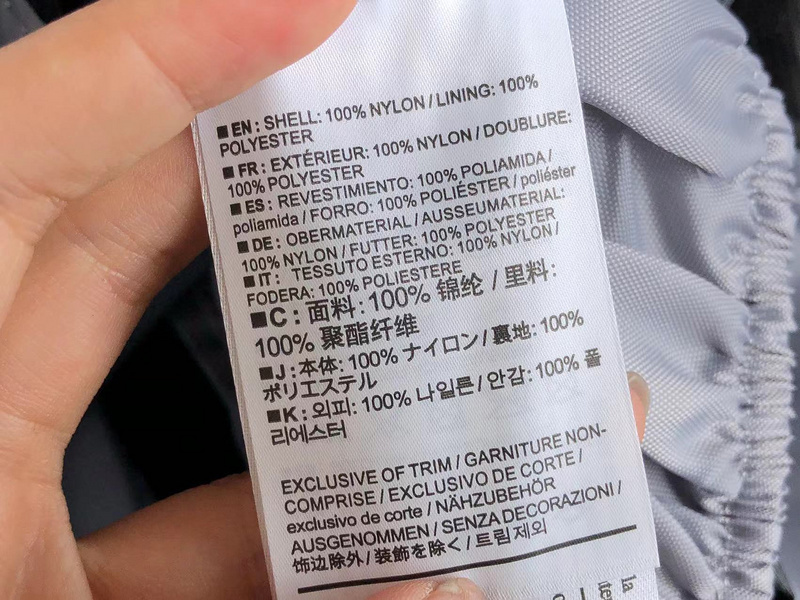 ■ EN: SHELL: 100% NYLON / LINING: 100%
POLYESTER
■ FR: EXTÉRIEUR: 100% NYLON / DOUBLURE:
100% POLYESTER
■ ES: REVESTIMIENTO: 100% POLIAMIDA /
poliamida / FORRO: 100% POLIÉSTER / poliéster
■ DE: OBERMATERIAL / AUSSEUMATERIAL:
100% NYLON / FUTTER: 100% POLYESTER
■ IT: TESSUTO ESTERNO: 100% NYLON /
FODERA: 100% POLIESTERE
■C: 面料: 100% 锦纶 / 里料:
100% 聚酯纤维
■J: 本体: 100% ナイロン / 裏地: 100%
ポリエステル
■K: 외피: 100% 나일론 / 안감: 100% 폴
리에스터
EXCLUSIVE OF TRIM / GARNITURE NON-
COMPRISE / EXCLUSIVO DE CORTE /
exclusivo de corte / NÄHZUBEHÖR
AUSGENOMMEN / SENZA DECORAZIONI /
饰边除外 / 装飾を除く / 트림 제외
la